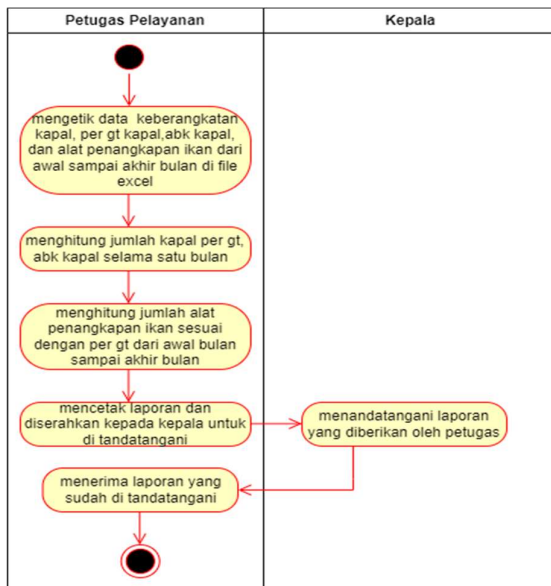 Petugas Pelayanan
Kepala
mengetik data keberangkatan
kapal, per gt kapal,abk kapal,
dan alat penangkapan ikan dari
awal sampai akhir bulan di file
excel
menghitung jumlah kapal per gt,
abk kapal selama satu bulan
menghitung jumlah alat
penangkapan ikan sesuai
dengan per gt dari awal bulan
sampai akhir bulan
mencetak laporan dan
diserahkan kepada kepala untuk
di tandatangani
menandatangani laporan
yang diberikan oleh petugas
menerima laporan yang
sudah di tandatangani